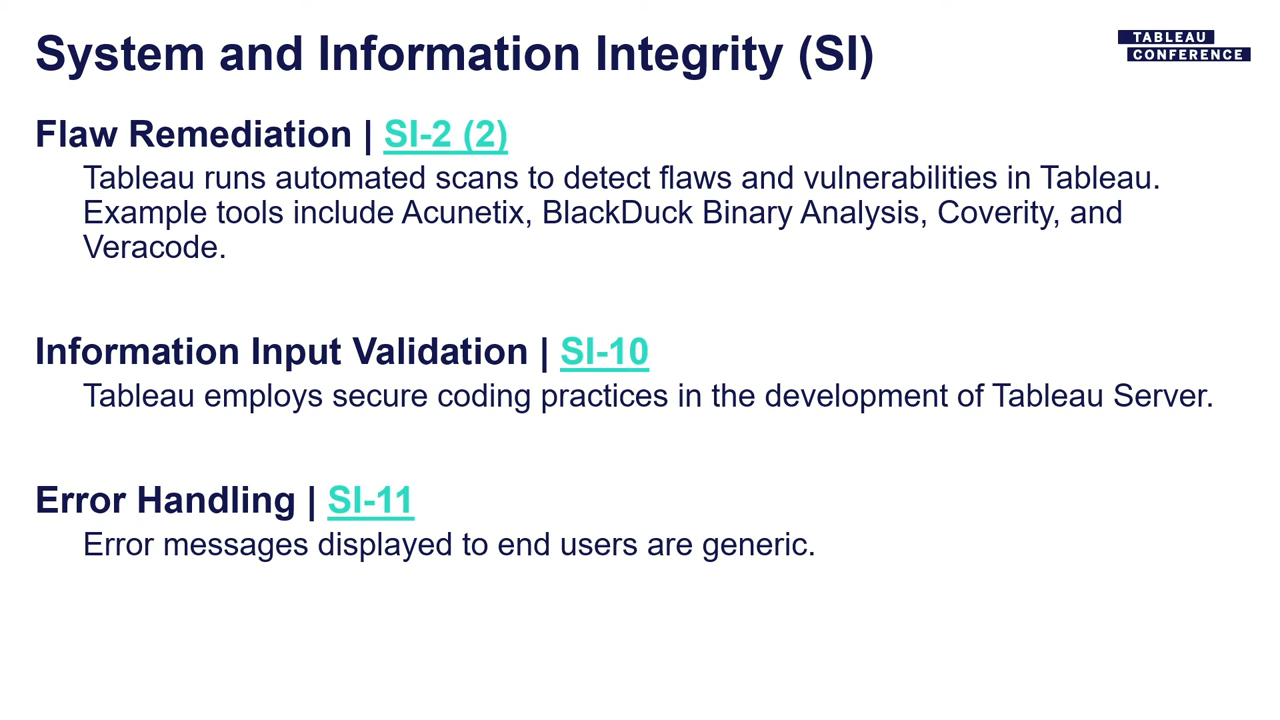 System and Information Integrity (SI)
TABLEAU
CONFERENCE
Flaw Remediation | SI-2 (2)
Tableau runs automated scans to detect flaws and vulnerabilities in Tableau.
Example tools include Acunetix, BlackDuck Binary Analysis, Coverity, and
Veracode.
Information Input Validation | SI-10
Tableau employs secure coding practices in the development of Tableau Server.
Error Handling | SI-11
Error messages displayed to end users are generic.